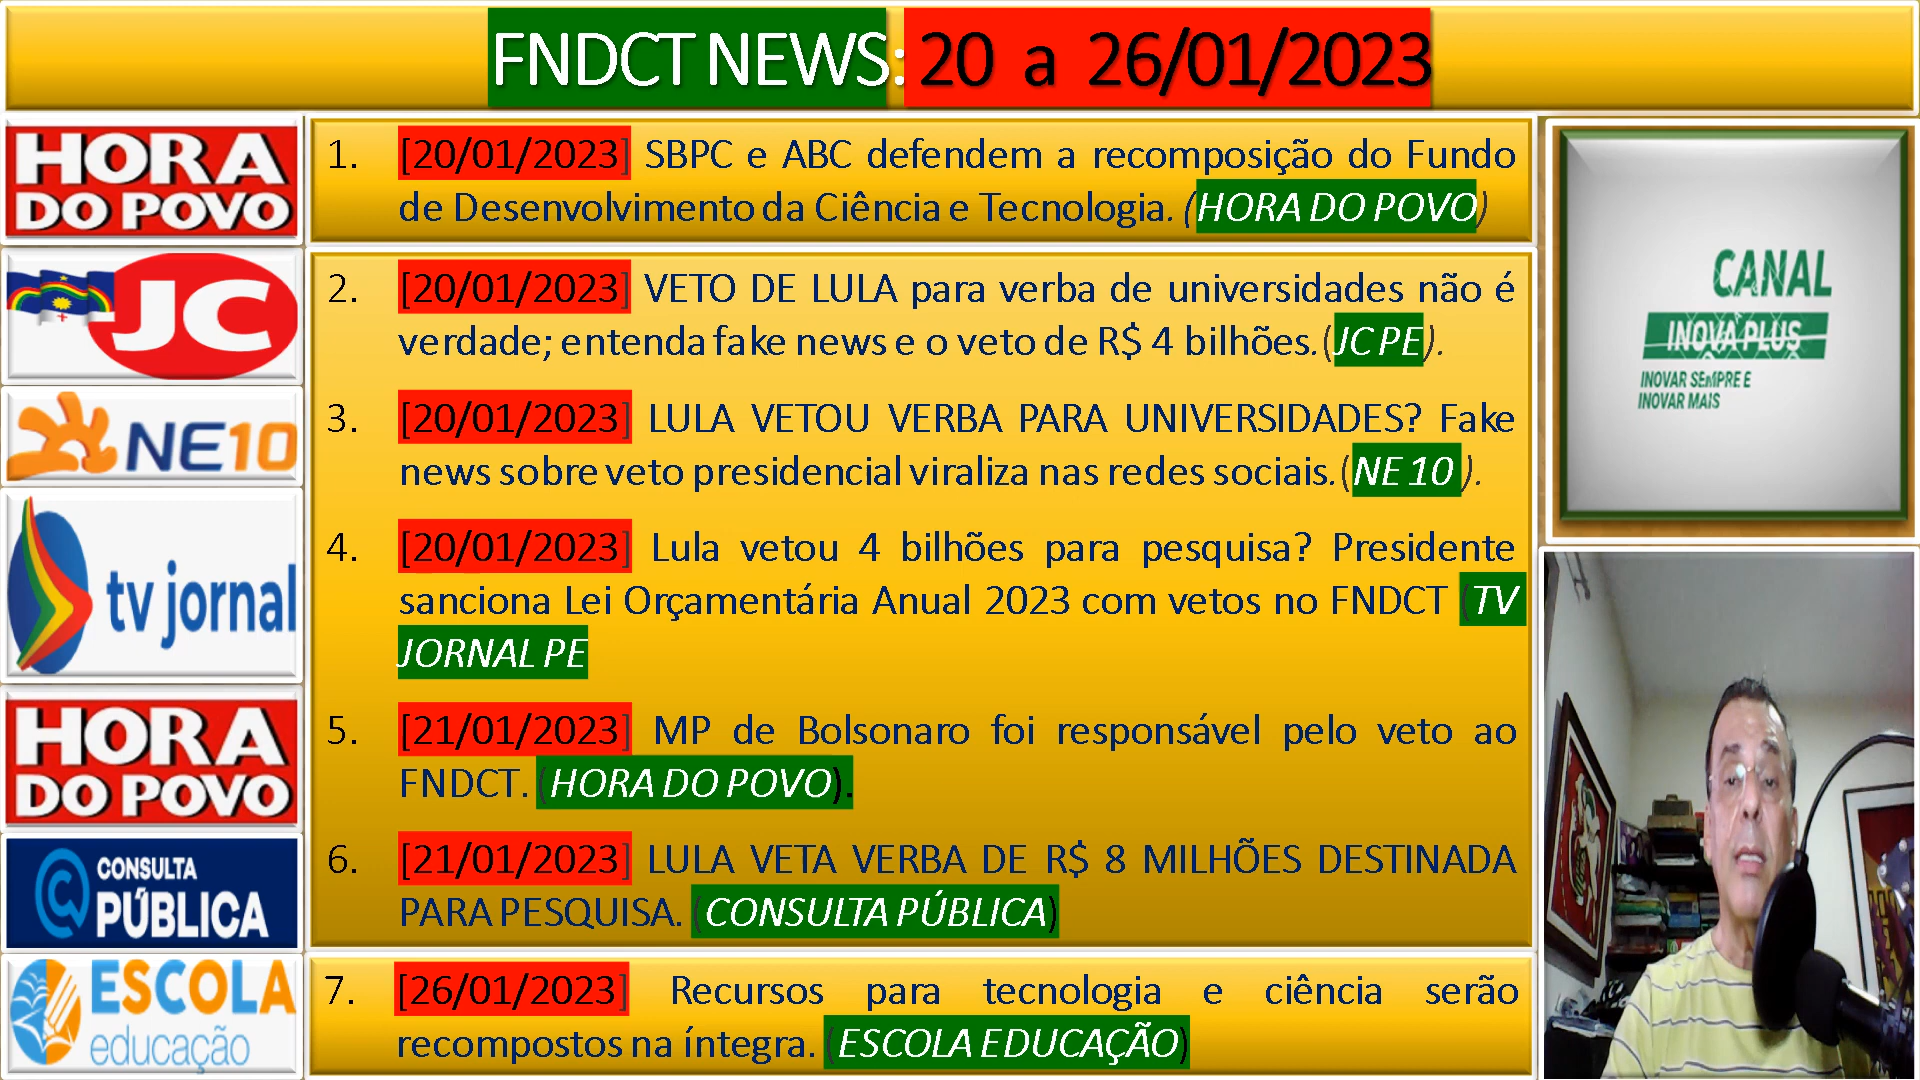 FNDCT NEWS: 20 a 26/01/2023
HORA
DO POVO
1. [20/01/2023] SBPC e ABC defendem a recomposição do Fundo
de Desenvolvimento da Ciência e Tecnologia. (HORA DO POVO)
JC
2. [20/01/2023] VETO DE LULA para verba de universidades não é
verdade; entenda fake news e o veto de R$ 4 bilhões.(JC PE).
NE10
3. [20/01/2023] LULA VETOU VERBA PARA UNIVERSIDADES? Fake
news sobre veto presidencial viraliza nas redes sociais.(NE 10 ).
tv jornal
4. [20/01/2023] Lula vetou 4 bilhões para pesquisa? Presidente
sanciona Lei Orçamentária Anual 2023 com vetos no FNDCT (TV
JORNAL PE
HORA
DO POVO
5. [21/01/2023] MP de Bolsonaro foi responsável pelo veto ao
FNDCT. (HORA DO POVO).
CONSULTA
PÚBLICA
6. [21/01/2023] LULA VETA VERBA DE R$ 8 MILHÕES DESTINADA
PARA PESQUISA. (CONSULTA PÚBLICA)
ESCOLA
educação
7. [26/01/2023] Recursos para tecnologia e ciência serão
recompostos na íntegra. (ESCOLA EDUCAÇÃO)
CANAL
INOVA PLUS
INOVAR SEMPRE E
INOVAR MAIS